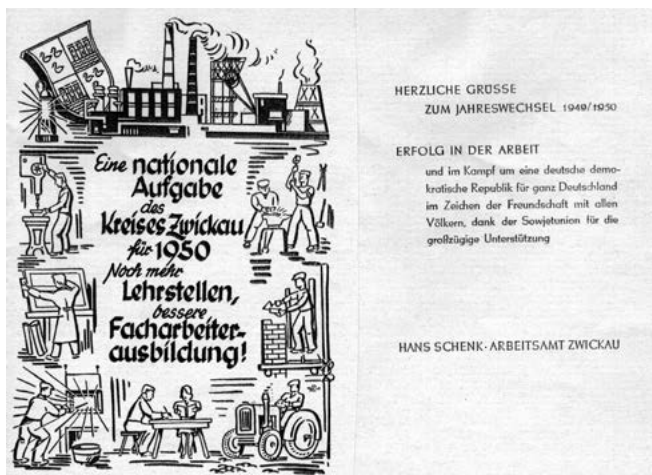 Eine nationale
Aufgabe
des
Kreises Zwickau
für 1950
Noch mehr
Lehrstellen,
bessere
Facharbeiter-
ausbildung!
HERZLICHE GRÜSSE
ZUM JAHRESWECHSEL 1949/1950
ERFOLG IN DER ARBEIT
und im Kampf um eine deutsche demo-
kratische Republik für ganz Deutschland
im Zeichen der Freundschaft mit allen
Völkern, dank der Sowjetunion für die
großzügige Unterstützung
HANS SCHENK · ARBEITSAMT ZWICKAU